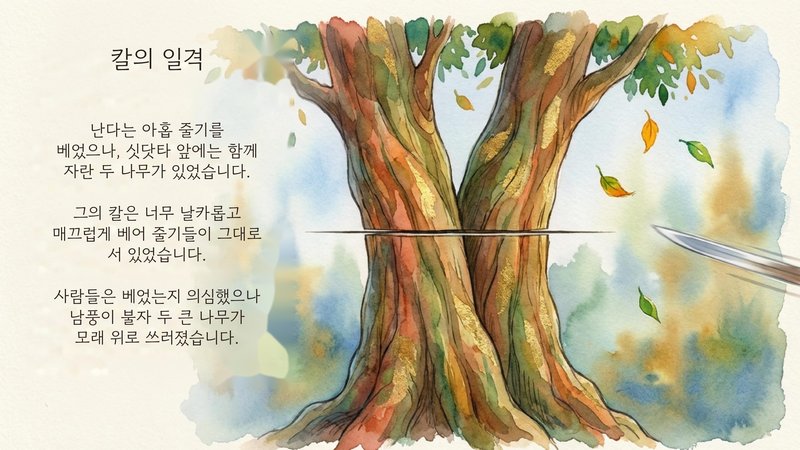 칼의 일격
난다는 아홉 줄기를
베었으나, 싯닷타 앞에는 함께
자란 두 나무가 있었습니다.
그의 칼은 너무 날카롭고
매끄럽게 베어 줄기들이 그대로
서 있었습니다.
사람들은 베었는지 의심했으나
남풍이 불자 두 큰 나무가
모래 위로 쓰러졌습니다.